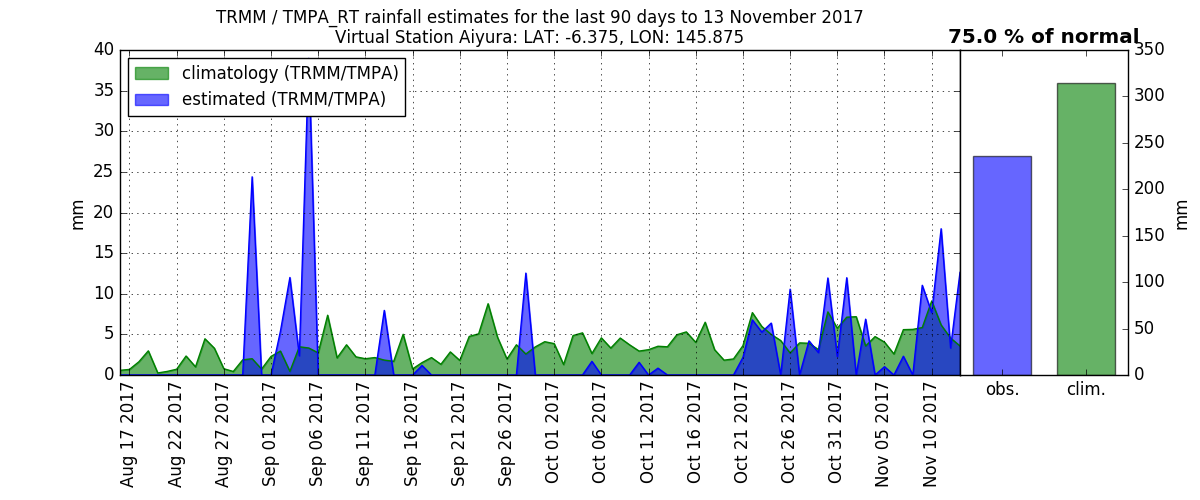 TRMM / TMPA_RT rainfall estimates for the last 90 days to 13 November 2017
Virtual Station Aiyura: LAT: -6.375, LON: 145.875
75.0 % of normal
climatology (TRMM/TMPA)
estimated (TRMM/TMPA)
40
35
30
25
20
15
10
5
0
mm
350
300
250
200
150
100
50
0
mm
Aug 17 2017
Aug 22 2017
Aug 27 2017
Sep 01 2017
Sep 06 2017
Sep 11 2017
Sep 16 2017
Sep 21 2017
Sep 26 2017
Oct 01 2017
Oct 06 2017
Oct 11 2017
Oct 16 2017
Oct 21 2017
Oct 26 2017
Oct 31 2017
Nov 05 2017
Nov 10 2017
obs.
clim.